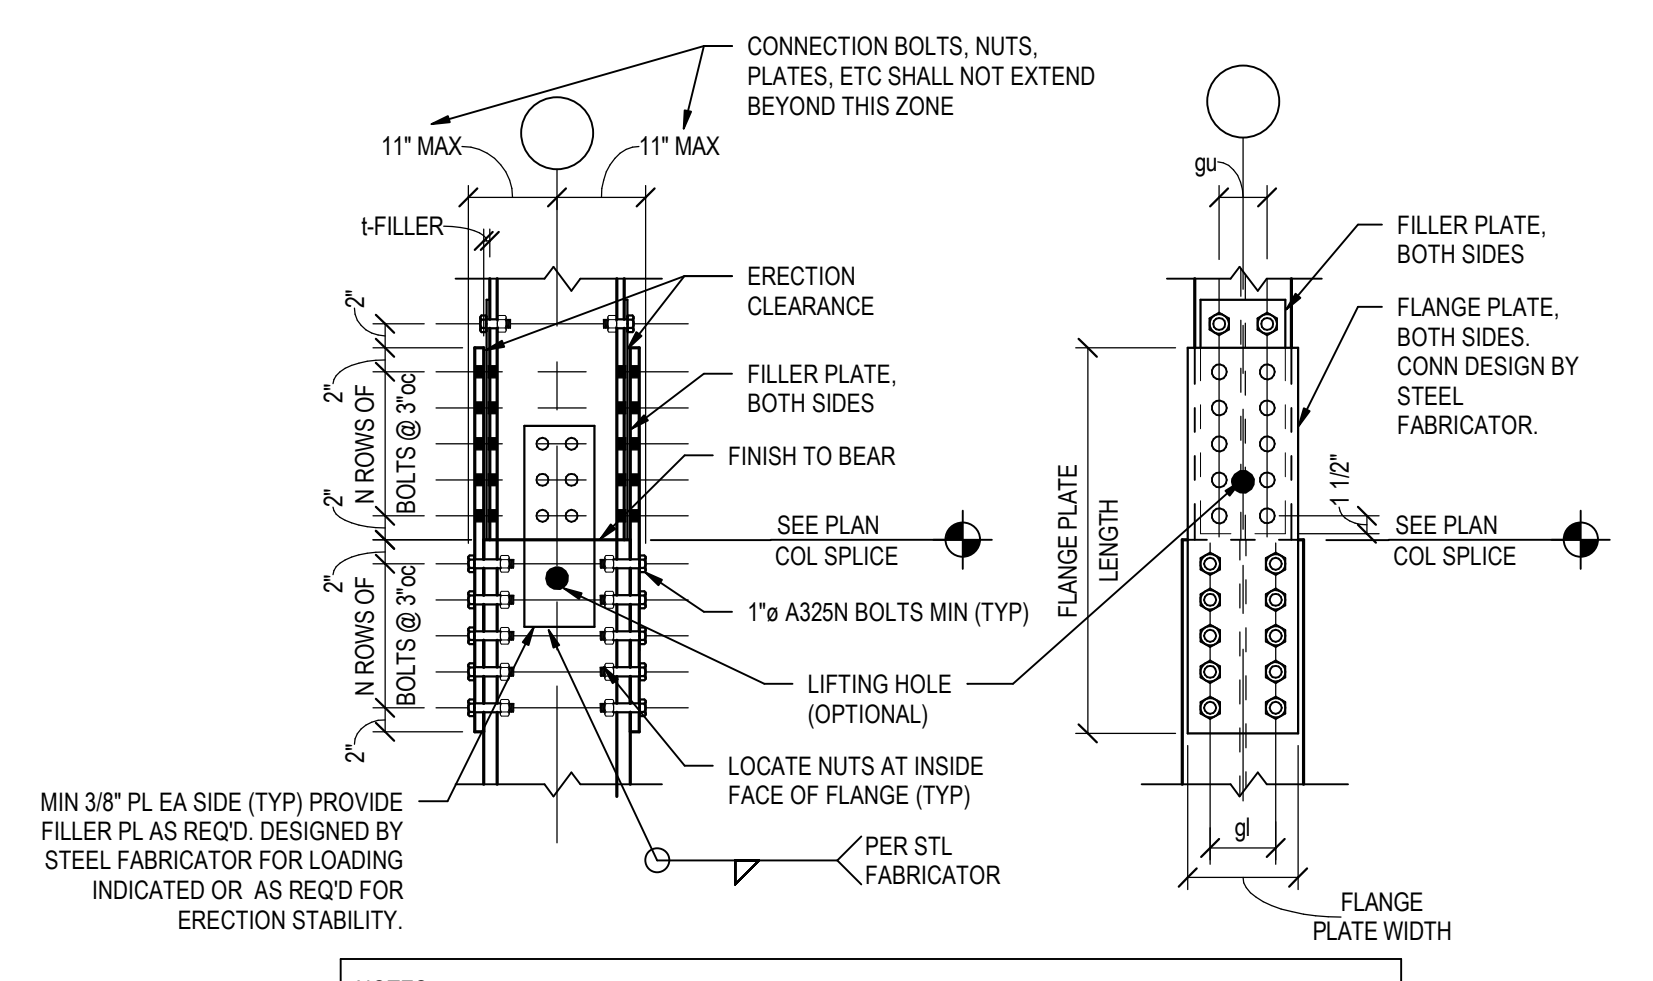 CONNECTION BOLTS, NUTS,
PLATES, ETC SHALL NOT EXTEND
BEYOND THIS ZONE
11" MAX
11" MAX
t-FILLER
ERECTION
CLEARANCE
FILLER PLATE,
BOTH SIDES
FINISH TO BEAR
SEE PLAN
COL SPLICE
1"ø A325N BOLTS MIN (TYP)
LIFTING HOLE
(OPTIONAL)
LOCATE NUTS AT INSIDE
FACE OF FLANGE (TYP)
PER STL
FABRICATOR
2"
2"
N ROWS OF
BOLTS @ 3"oc
2"
2"
N ROWS OF
BOLTS @ 3"oc
2"
MIN 3/8" PL EA SIDE (TYP) PROVIDE
FILLER PL AS REQ'D. DESIGNED BY
STEEL FABRICATOR FOR LOADING
INDICATED OR AS REQ'D FOR
ERECTION STABILITY.
gu
FILLER PLATE,
BOTH SIDES
FLANGE PLATE,
BOTH SIDES.
CONN DESIGN BY
STEEL
FABRICATOR.
FLANGE PLATE
LENGTH
1 1/2"
SEE PLAN
COL SPLICE
gl
FLANGE
PLATE WIDTH